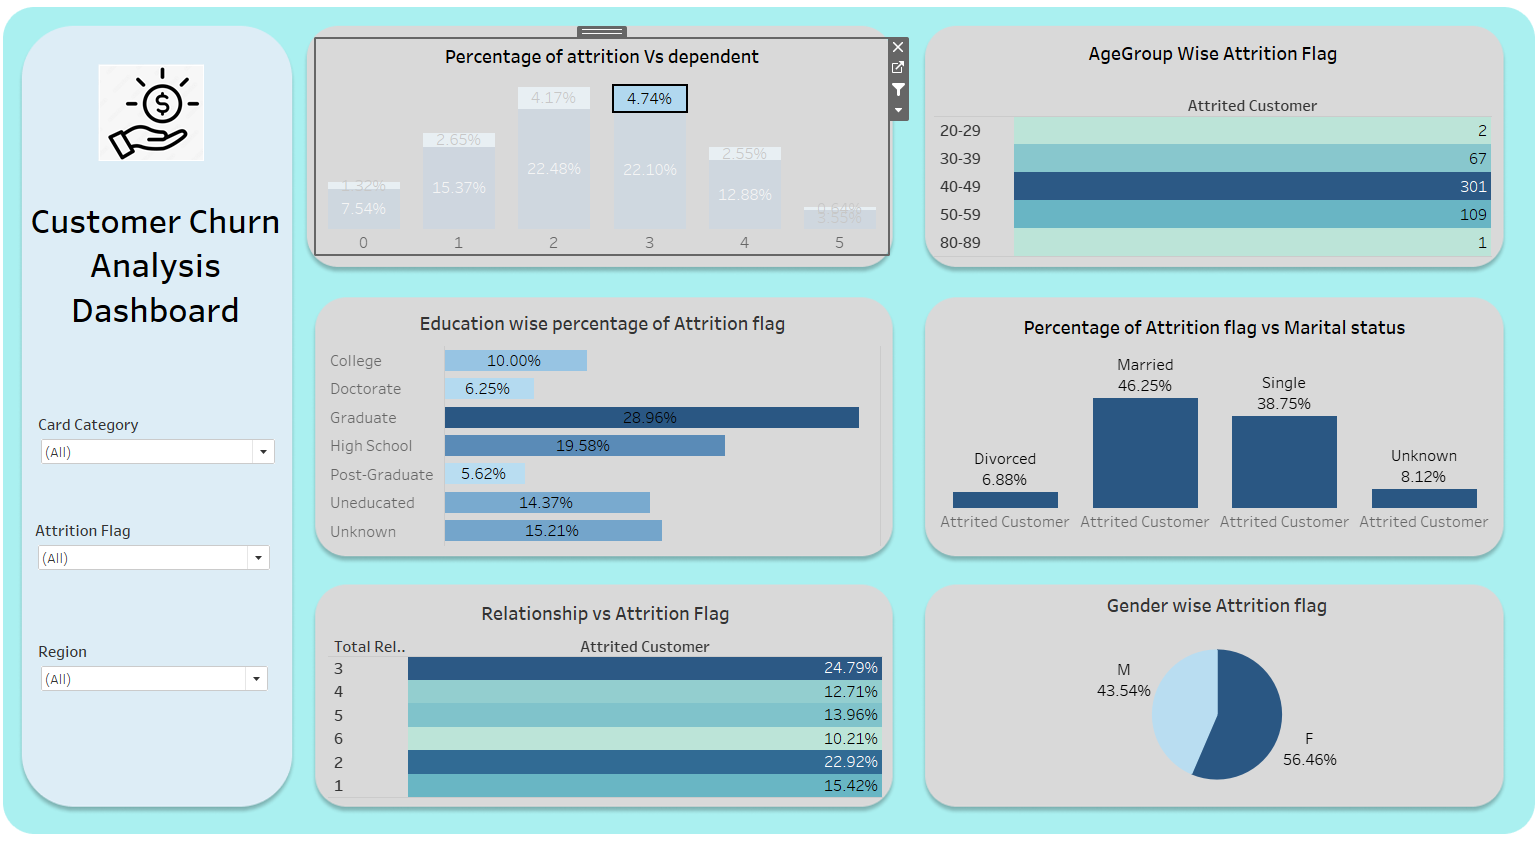 Customer Churn
Analysis
Dashboard
Card Category
(All)
Attrition Flag
(All)
Region
(All)
Percentage of attrition Vs dependent
4.17%
4.74%
2.65%
2.55%
1.32%
22.48%
22.10%
15.37%
12.88%
7.54%
0.64%
3.55%
0 1 2 3 4 5
AgeGroup Wise Attrition Flag
Attrited Customer
20-29 2
30-39 67
40-49 301
50-59 109
80-89 1
Education wise percentage of Attrition flag
College 10.00%
Doctorate 6.25%
Graduate 28.96%
High School 19.58%
Post-Graduate 5.62%
Uneducated 14.37%
Unknown 15.21%
Percentage of Attrition flag vs Marital status
Married
46.25%
Single
38.75%
Divorced
6.88%
Unknown
8.12%
Attrited Customer Attrited Customer Attrited Customer Attrited Customer
Relationship vs Attrition Flag
Total Rel.. Attrited Customer
3 24.79%
4 12.71%
5 13.96%
6 10.21%
2 22.92%
1 15.42%
Gender wise Attrition flag
M
43.54%
F
56.46%